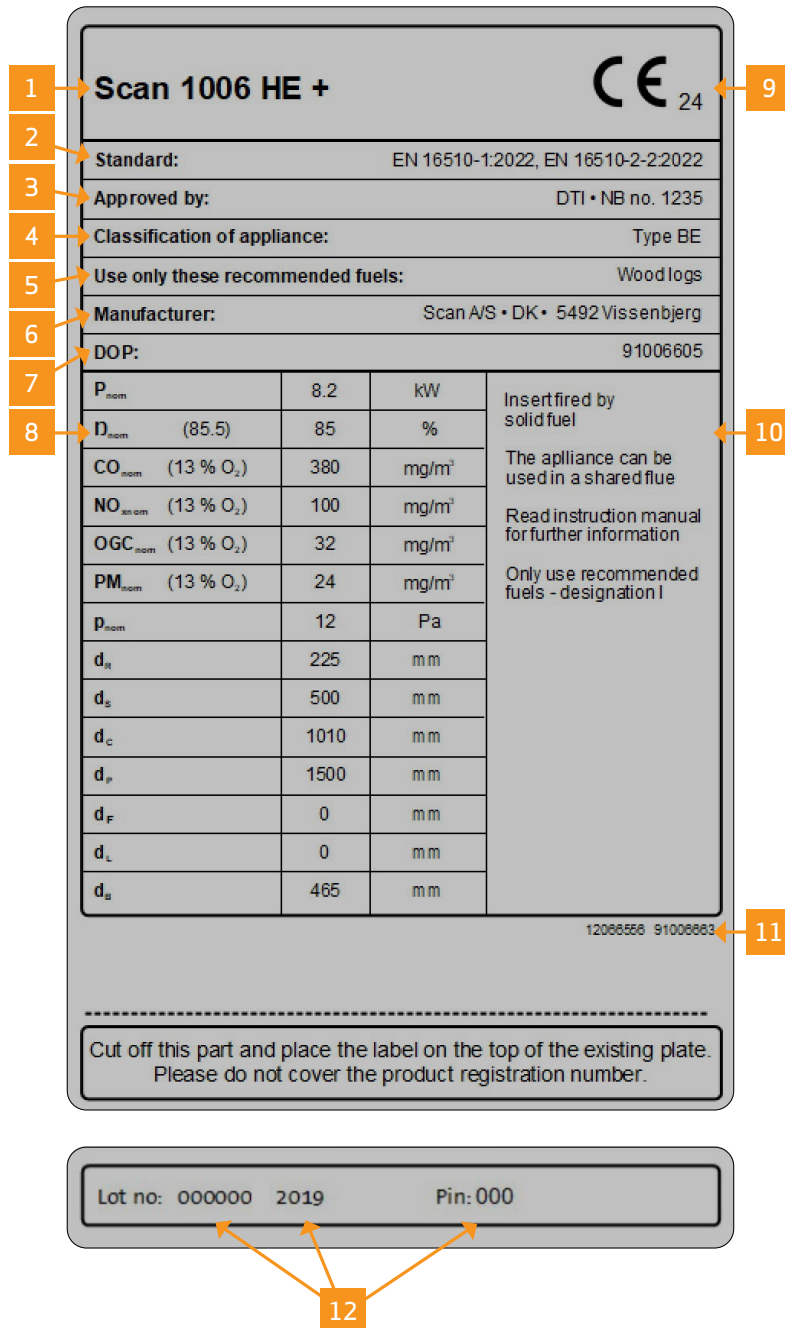 1 Scan 1006 HE + CE 24 9
2 Standard: EN 16510-1:2022, EN 16510-2-2:2022
3 Approved by: DTI • NB no. 1235
4 Classification of appliance: Type BE
5 Use only these recommended fuels: Wood logs
6 Manufacturer: Scan A/S • DK • 5492 Vissenbjerg
7 DOP: 91006605
8
Pnom 8.2 kW
Ŋnom (85.5) 85 %
COnom (13 % O₂) 380 mg/m³
NOxnom (13 % O₂) 100 mg/m³
OGCnom (13 % O₂) 32 mg/m³
PMnom (13 % O₂) 24 mg/m³
pnom 12 Pa
dR 225 mm
dS 500 mm
dC 1010 mm
dP 1500 mm
dF 0 mm
dL 0 mm
dB 465 mm
10
Insert fired by
solid fuel
The aplliance can be
used in a shared flue
Read instruction manual
for further information
Only use recommended
fuels - designation I
12066556 91006663 11
Cut off this part and place the label on the top of the existing plate.
Please do not cover the product registration number.
Lot no: 000000 2019 Pin: 000
12